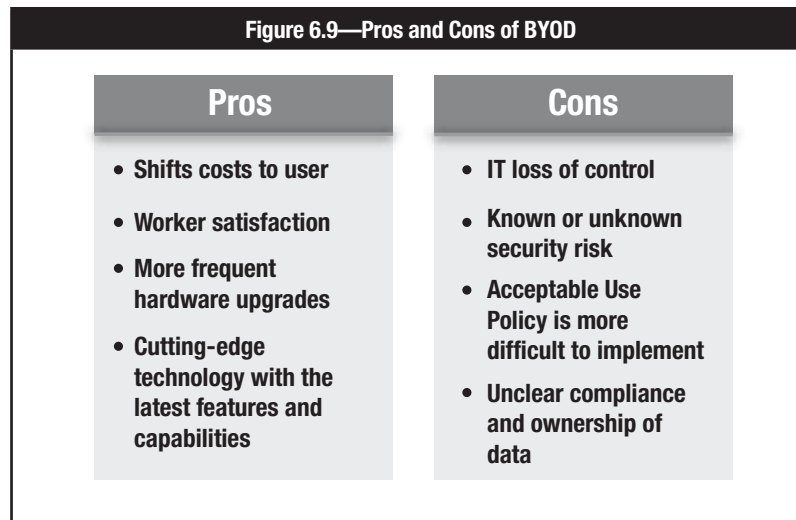 Figure 6.9—Pros and Cons of BYOD
Pros
• Shifts costs to user
• Worker satisfaction
• More frequent
hardware upgrades
• Cutting-edge
technology with the
latest features and
capabilities
Cons
• IT loss of control
• Known or unknown
security risk
• Acceptable Use
Policy is more
difficult to implement
• Unclear compliance
and ownership of
data